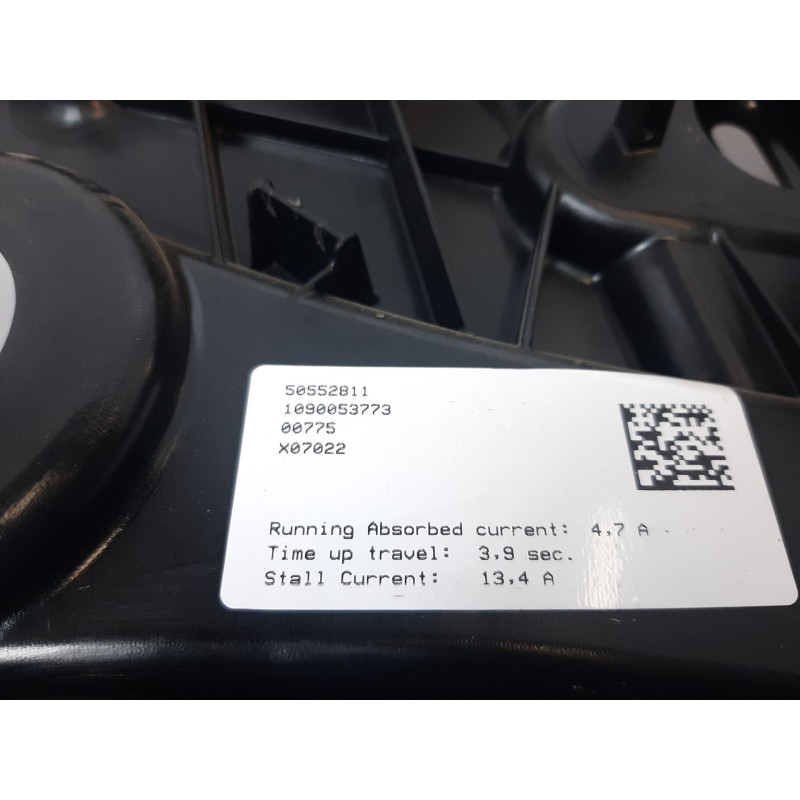 50552811
1090053773
00775
X07022
Running Absorbed current: 4,7 A
Time up travel: 3,9 sec.
Stall Current: 13,4 A